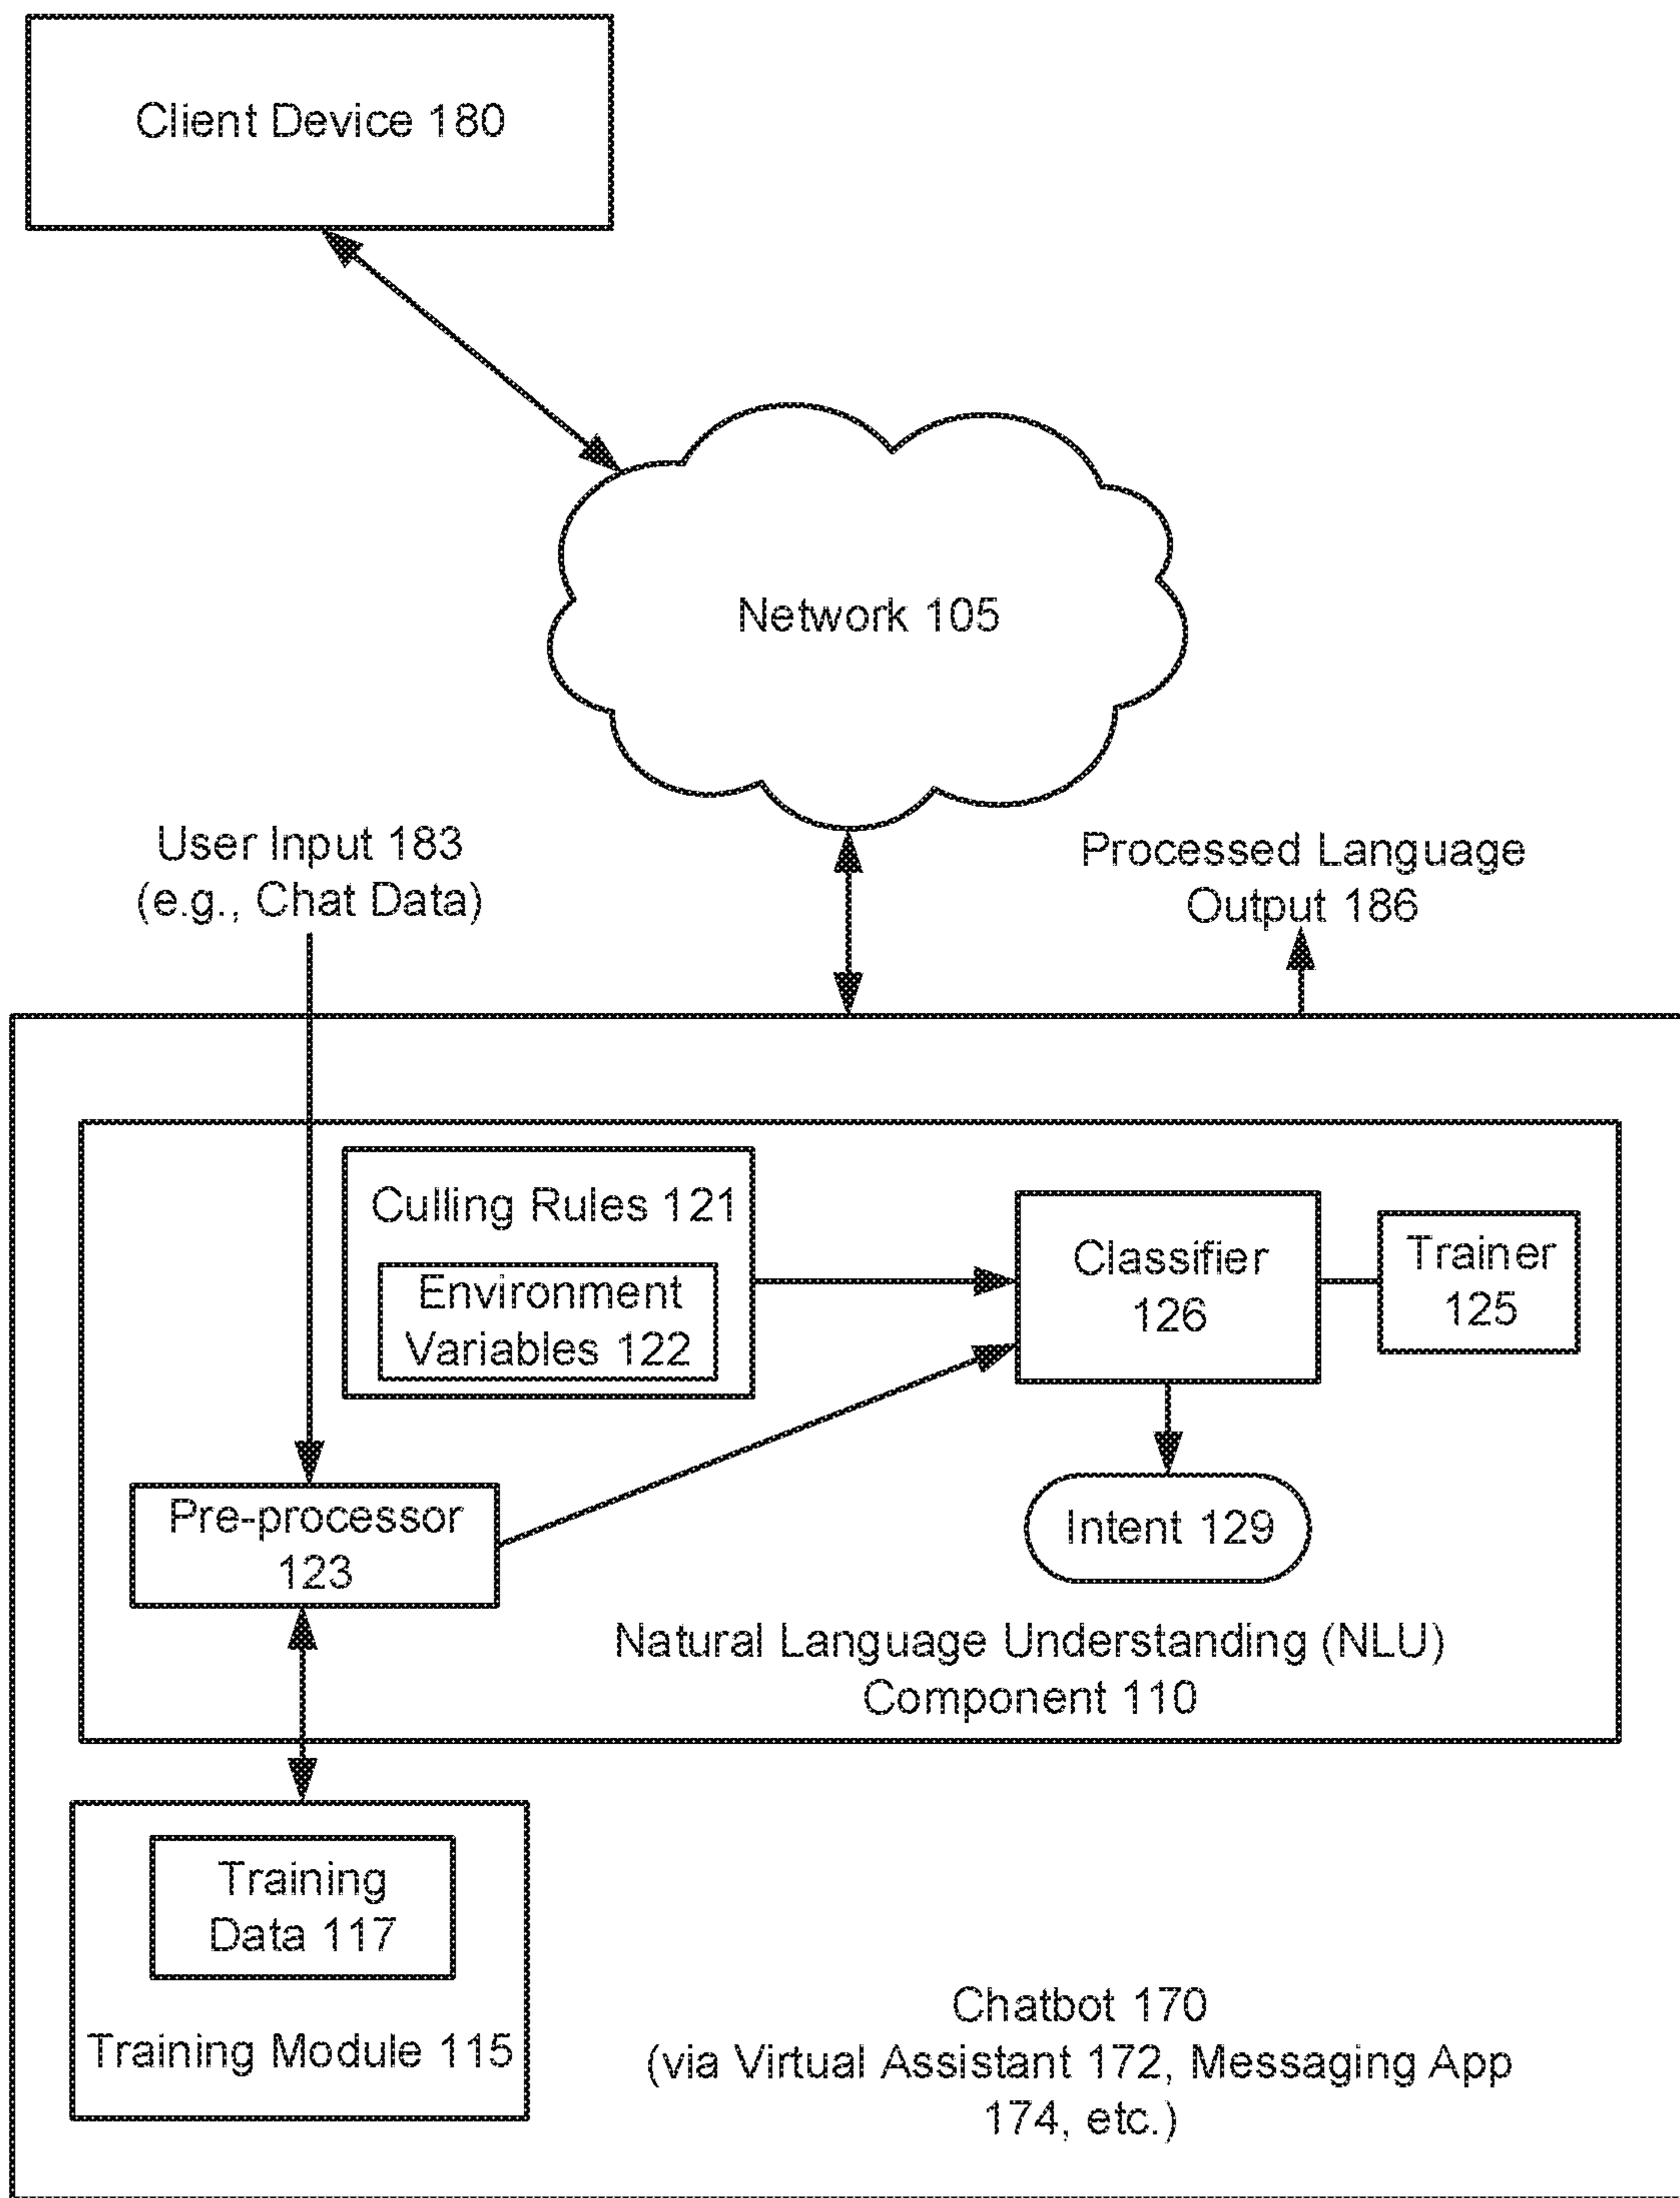 Client Device 180
Network 105
User Input 183
(e.g., Chat Data)
Processed Language
Output 186
Culling Rules 121
Environment
Variables 122
Classifier
126
Trainer
125
Pre-processor
123
Intent 129
Natural Language Understanding (NLU)
Component 110
Training
Data 117
Training Module 115
Chatbot 170
(via Virtual Assistant 172, Messaging App
174, etc.)